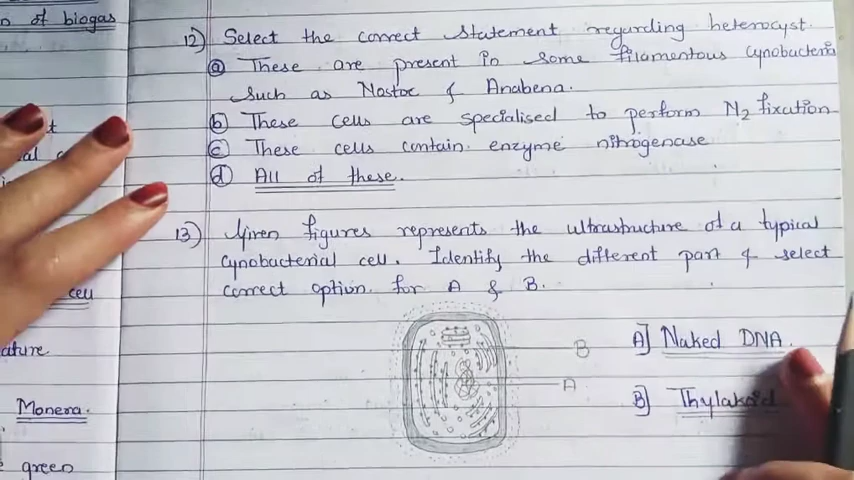 n of biogas
12) Select the correct statement regarding heterocyst.
ⓐ These are present in some filamentous cynobacteria
such as Nostoc & Anabena.
ⓑ These cells are specialised to perform N2 fixation
ⓒ These cells contain enzyme nitrogenase
ⓓ All of these.
13) Given figures represents the ultrastructure of a typical
cynobacterial cell. Identify the different part & select
correct option for A & B.
cell
B
A
A] Naked DNA.
B] Thylakoid
ature
Monera.
green